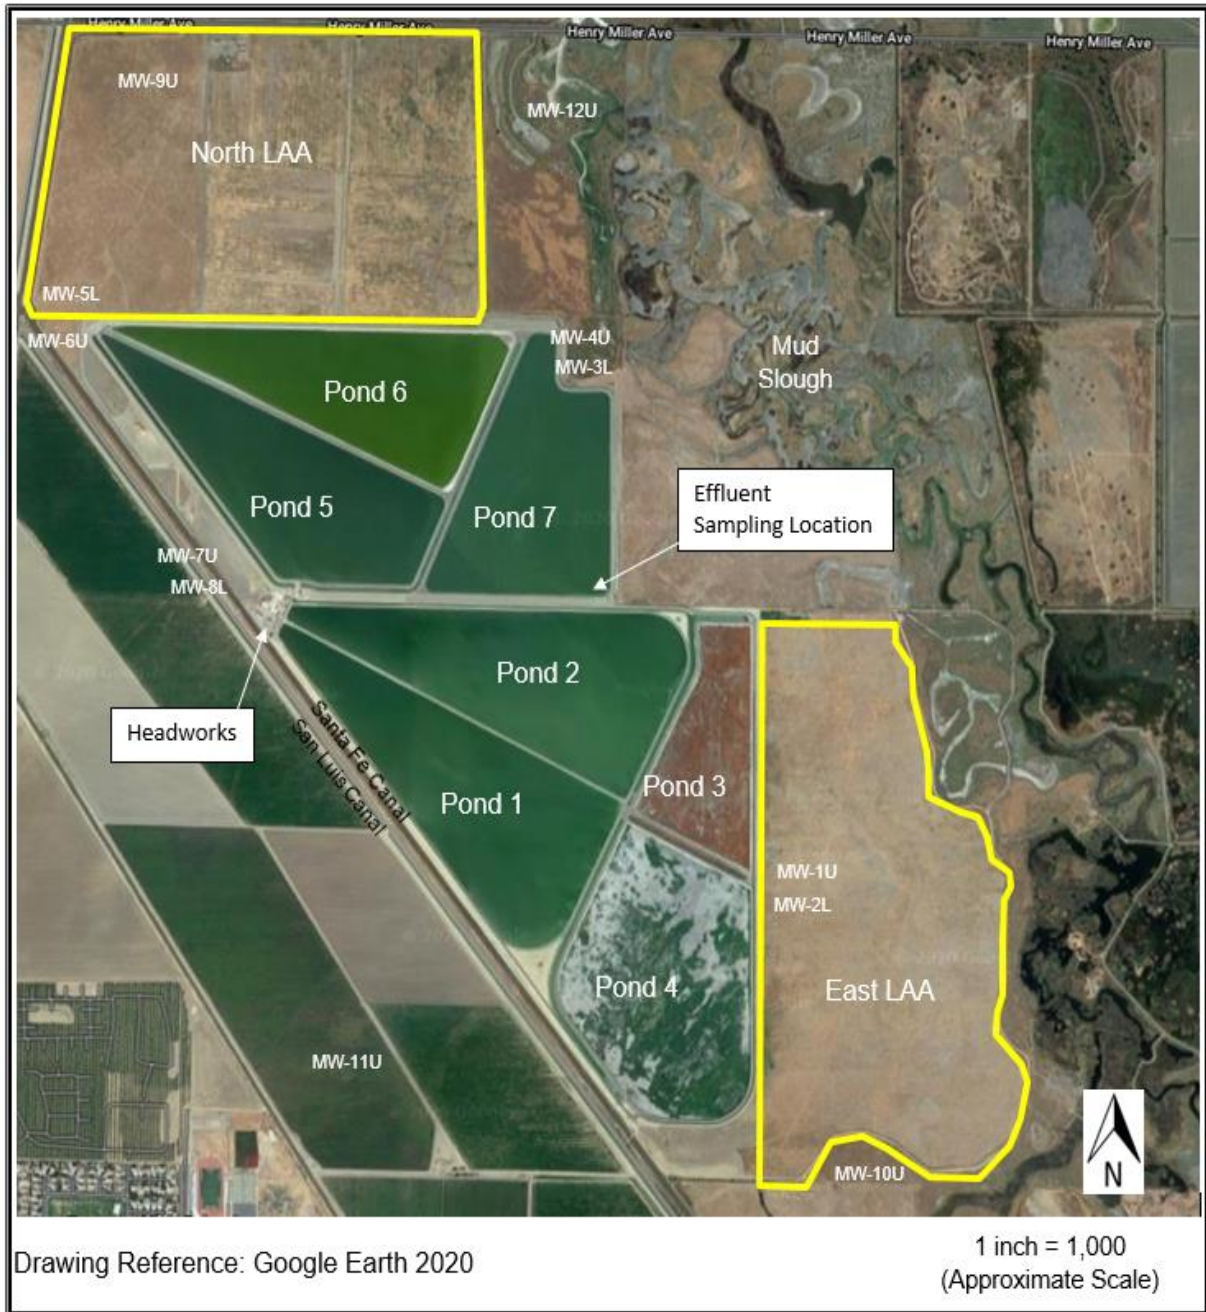 Henry Miller Ave
Henry Miller Ave
Henry Miller Ave
Henry Miller Ave
Henry Miller Ave
MW-9U
MW-12U
North LAA
MW-5L
MW-6U
MW-4U
MW-3L
Mud
Slough
Pond 6
Pond 5
Pond 7
Effluent
Sampling Location
MW-7U
MW-8L
Pond 2
Headworks
Santa Fe Canal
San Luis Canal
Pond 1
Pond 3
MW-1U
MW-2L
Pond 4
East LAA
MW-11U
MW-10U
N
Drawing Reference: Google Earth 2020
1 inch = 1,000
(Approximate Scale)